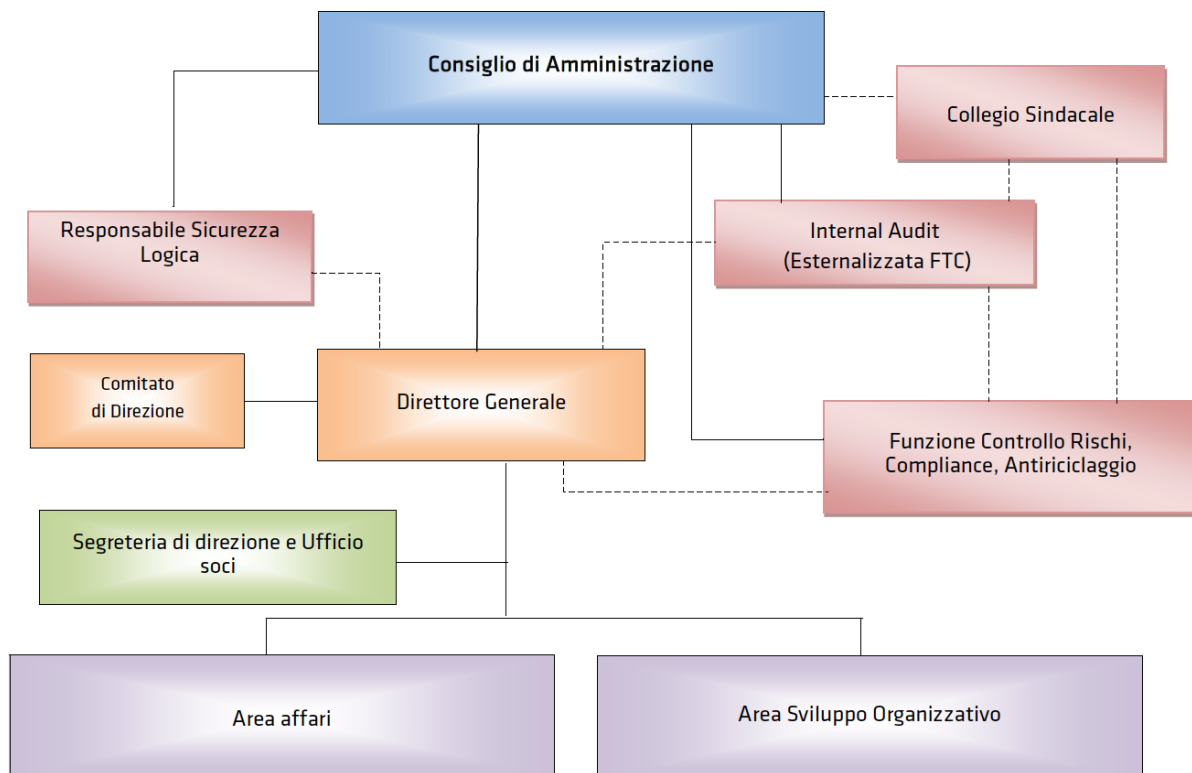 Consiglio di Amministrazione
Collegio Sindacale
Responsabile Sicurezza
Logica
Internal Audit
(Esternalizzata FTC)
Comitato
di Direzione
Direttore Generale
Funzione Controllo Rischi,
Compliance, Antiriciclaggio
Segreteria di direzione e Ufficio
soci
Area affari
Area Sviluppo Organizzativo